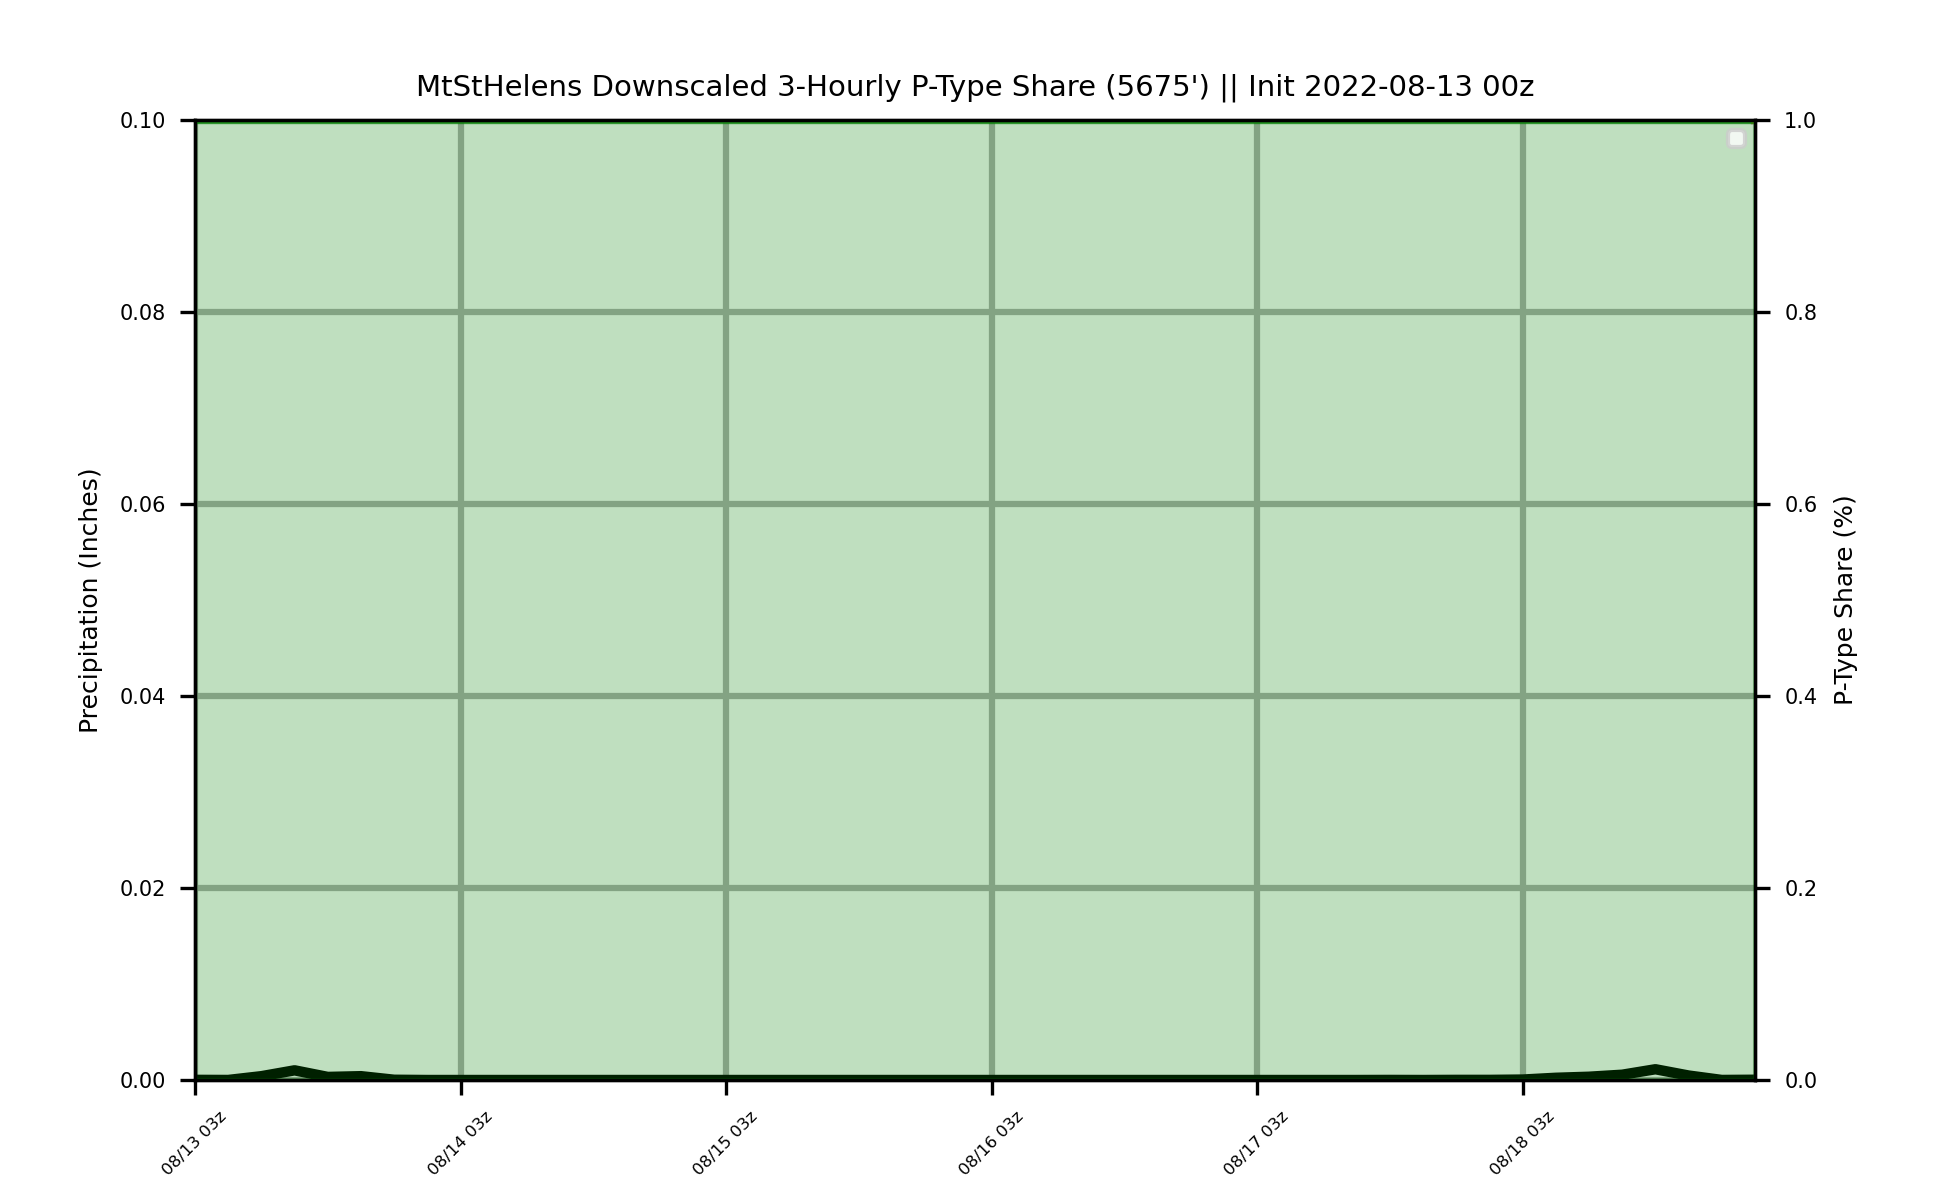 MtStHelens Downscaled 3-Hourly P-Type Share (5675') || Init 2022-08-13 00z
0.10
0.08
0.06
0.04
0.02
0.00
Precipitation (Inches)
1.0
0.8
0.6
0.4
0.2
0.0
P-Type Share (%)
08/13 03z
08/14 03z
08/15 03z
08/16 03z
08/17 03z
08/18 03z